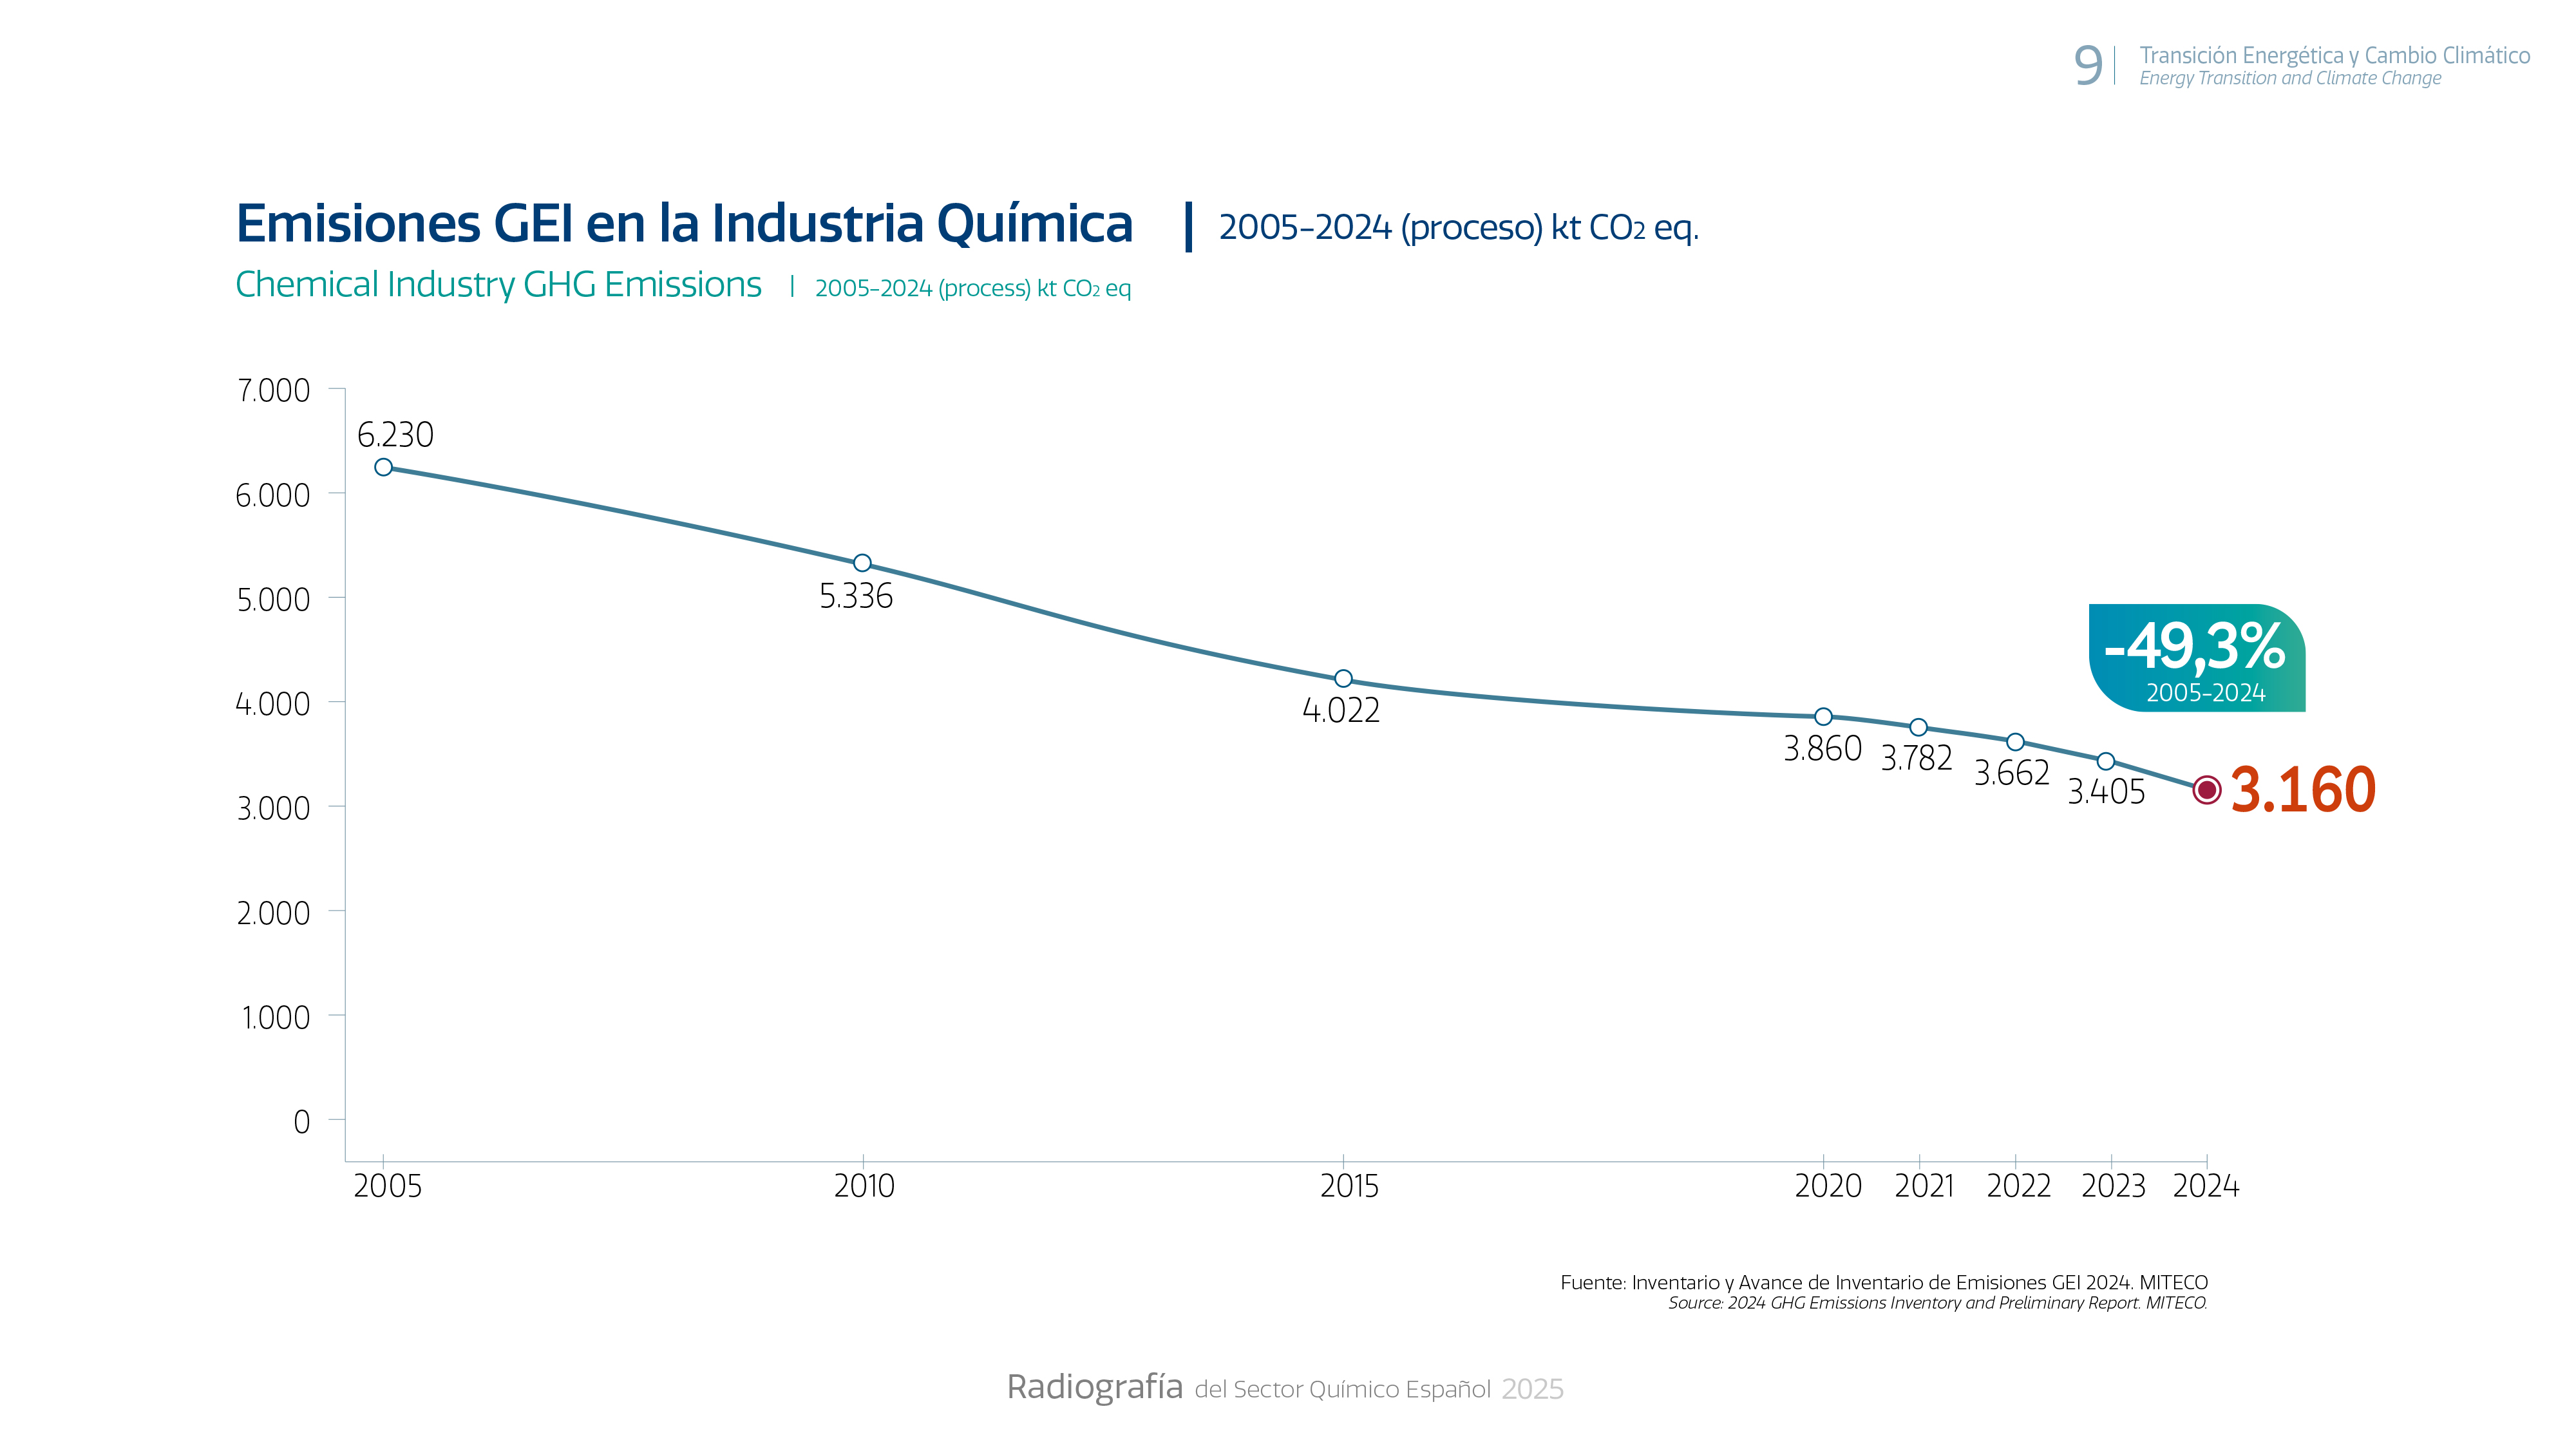 9 | Transición Energética y Cambio Climático
Energy Transition and Climate Change
Emisiones GEI en la Industria Química | 2005-2024 (proceso) kt CO2 eq.
Chemical Industry GHG Emissions | 2005-2024 (process) kt CO2 eq
7.000
6.230
6.000
5.336
5.000
-49,3%
2005-2024
4.022
4.000
3.860
3.782
3.662
3.405
3.160
3.000
2.000
1.000
0
2005 2010 2015 2020 2021 2022 2023 2024
Fuente: Inventario y Avance de Inventario de Emisiones GEI 2024. MITECO
Source: 2024 GHG Emissions Inventory and Preliminary Report. MITECO.
Radiografía del Sector Químico Español 2025